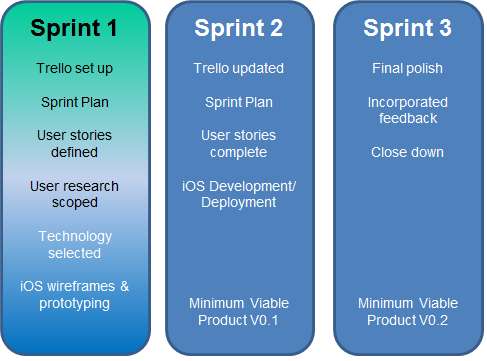 Sprint 1
Trello set up
Sprint Plan
User stories
defined
User research
scoped
Technology
selected
iOS wireframes &
prototyping
Sprint 2
Trello updated
Sprint Plan
User stories
complete
iOS Development/
Deployment
Minimum Viable
Product V0.1
Sprint 3
Final polish
Incorporated
feedback
Close down
Minimum Viable
Product V0.2